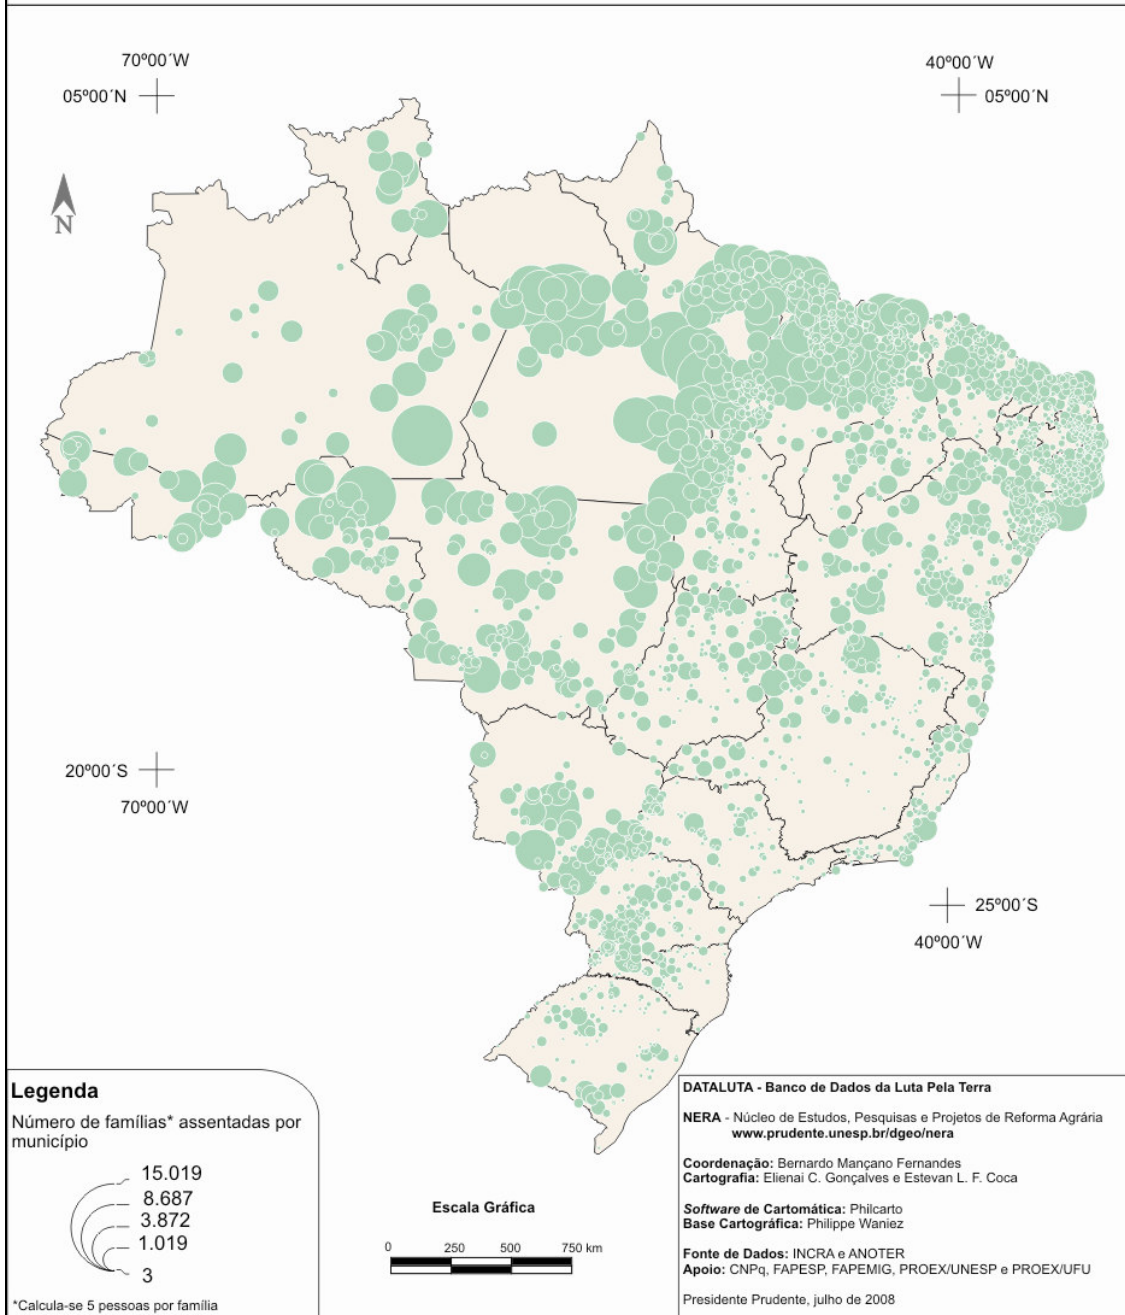 70º00´W
40º00´W
05º00´N
05º00´N
N
20º00´S
70º00´W
25º00´S
40º00´W
Legenda
Número de famílias* assentadas por
município
15.019
8.687
3.872
1.019
3
*Calcula-se 5 pessoas por família
Escala Gráfica
0 250 500 750 km
DATALUTA - Banco de Dados da Luta Pela Terra
NERA - Núcleo de Estudos, Pesquisas e Projetos de Reforma Agrária
www.prudente.unesp.br/dgeo/nera
Coordenação: Bernardo Mançano Fernandes
Cartografia: Elienai C. Gonçalves e Estevan L. F. Coca
Software de Cartomática: Philcarto
Base Cartográfica: Philippe Waniez
Fonte de Dados: INCRA e ANOTER
Apoio: CNPq, FAPESP, FAPEMIG, PROEX/UNESP e PROEX/UFU
Presidente Prudente, julho de 2008